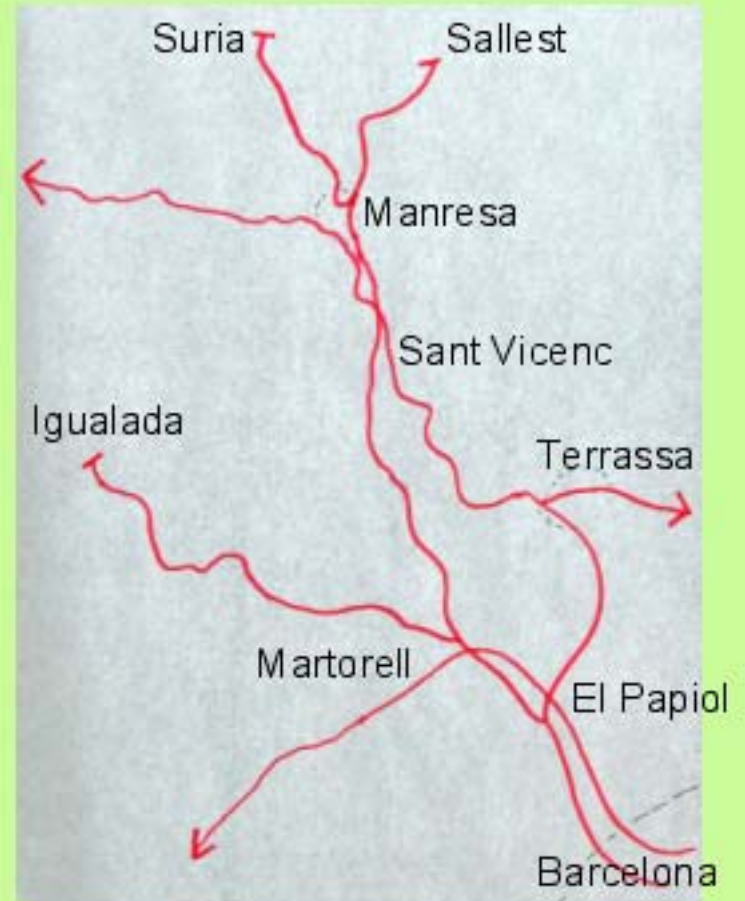 Suria
Sallest
Manresa
Sant Vicenc
Igualada
Terrassa
Martorell
El Papiol
Barcelona